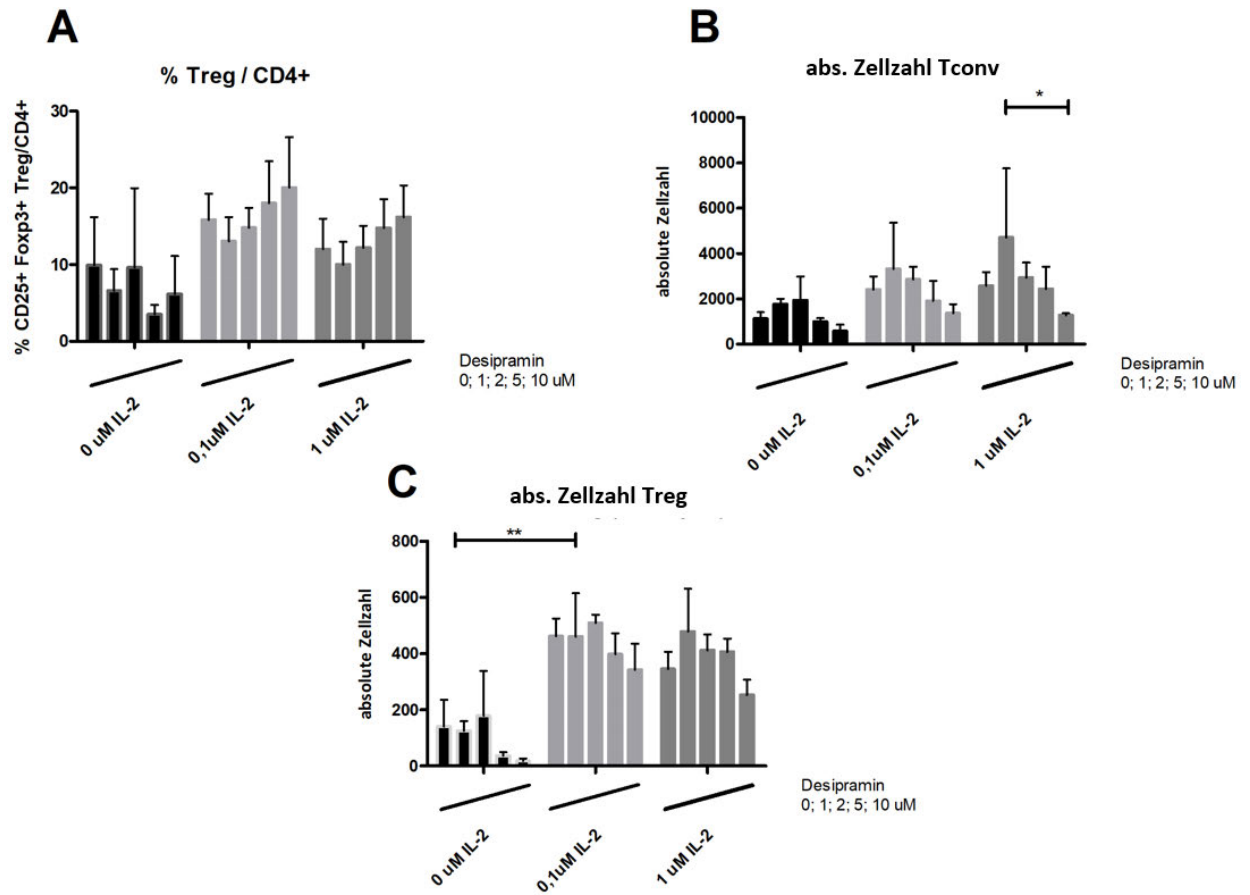 A
% Treg / CD4+
% CD25+ Foxp3+ Treg/CD4+
30
20
10
0
0 uM IL-2
0,1uM IL-2
1 uM IL-2
Desipramin
0; 1; 2; 5; 10 uM
B
abs. Zellzahl Tconv
*
absolute Zellzahl
10000
8000
6000
4000
2000
0
0 uM IL-2
0,1uM IL-2
1 uM IL-2
Desipramin
0; 1; 2; 5; 10 uM
C
abs. Zellzahl Treg
**
absolute Zellzahl
800
600
400
200
0
0 uM IL-2
0,1uM IL-2
1 uM IL-2
Desipramin
0; 1; 2; 5; 10 uM